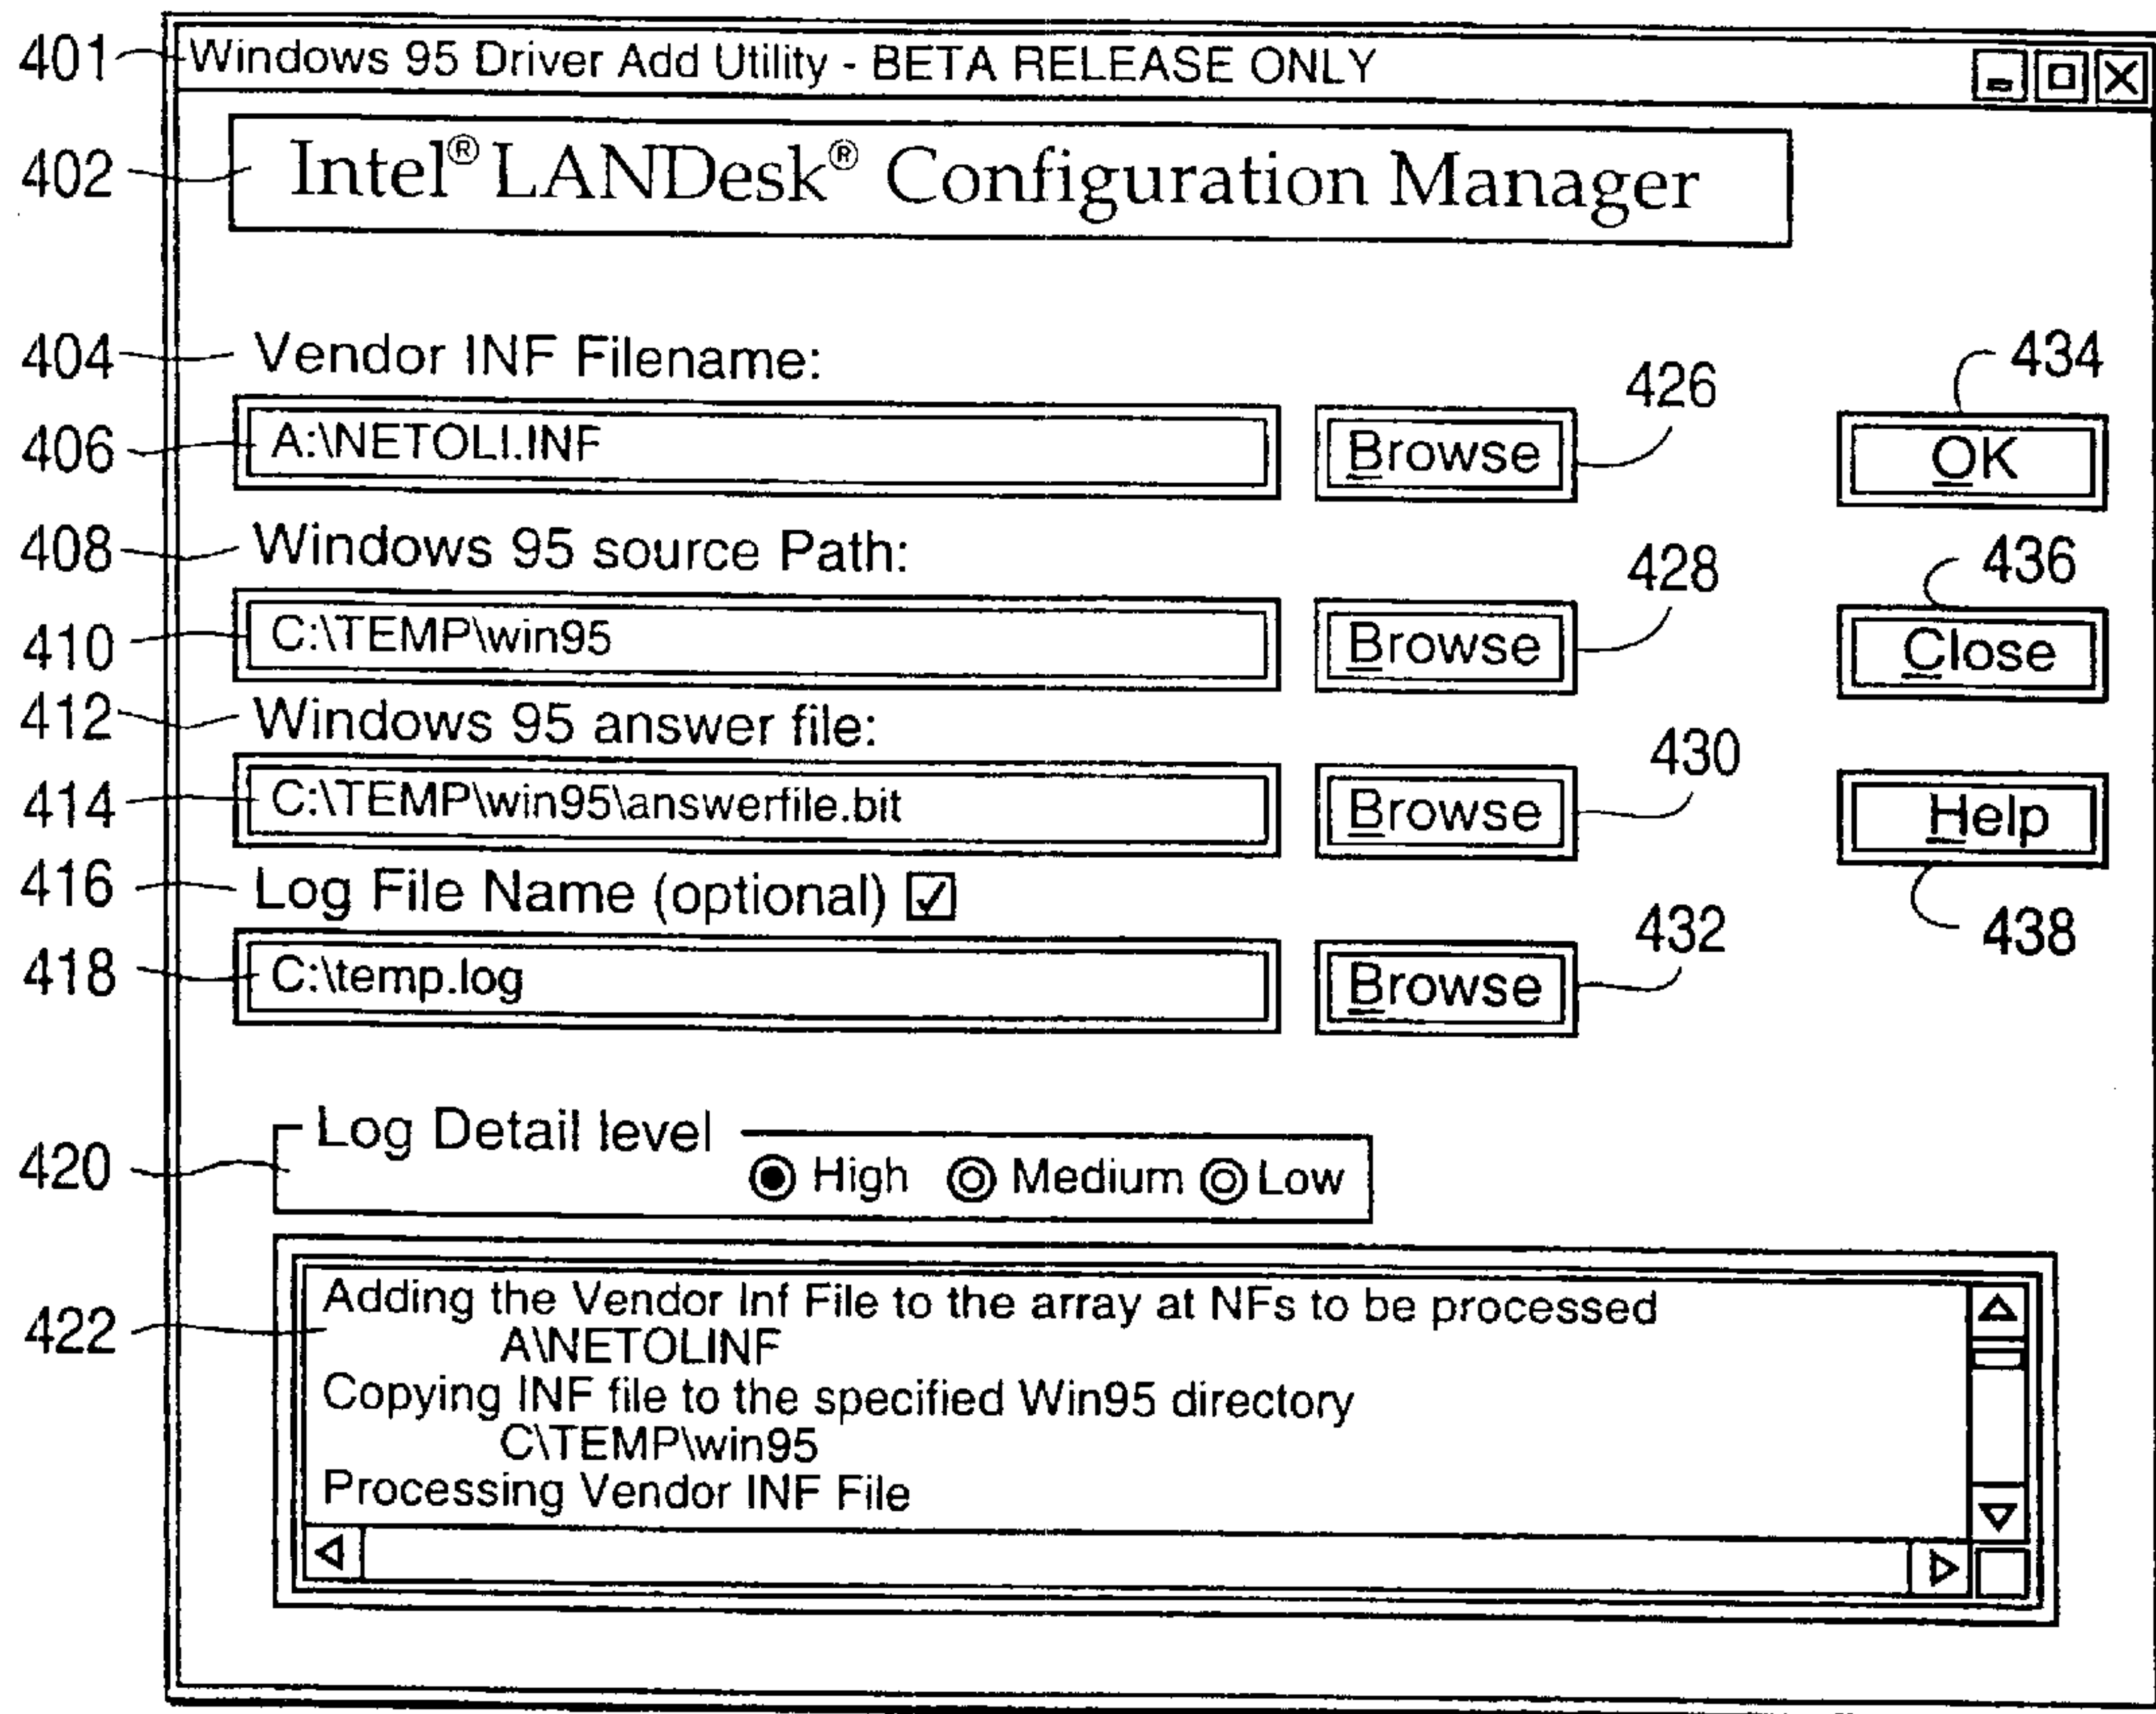 401 Windows 95 Driver Add Utility - BETA RELEASE ONLY
402 Intel® LANDesk® Configuration Manager
404 Vendor INF Filename:
434
426
406 A:\NETOLI.INF Browse OK
408 Windows 95 source Path:
436
428
410 C:\TEMP\win95 Browse Close
412 Windows 95 answer file:
430
414 C:\TEMP\win95\answerfile.bit Browse Help
416 Log File Name (optional)
432 438
418 C:\temp.log Browse
Log Detail level
420 High Medium Low
Adding the Vendor Inf File to the array at NFs to be processed
422 A\NETOLINF
Copying INF file to the specified Win95 directory
C\TEMP\win95
Processing Vendor INF File